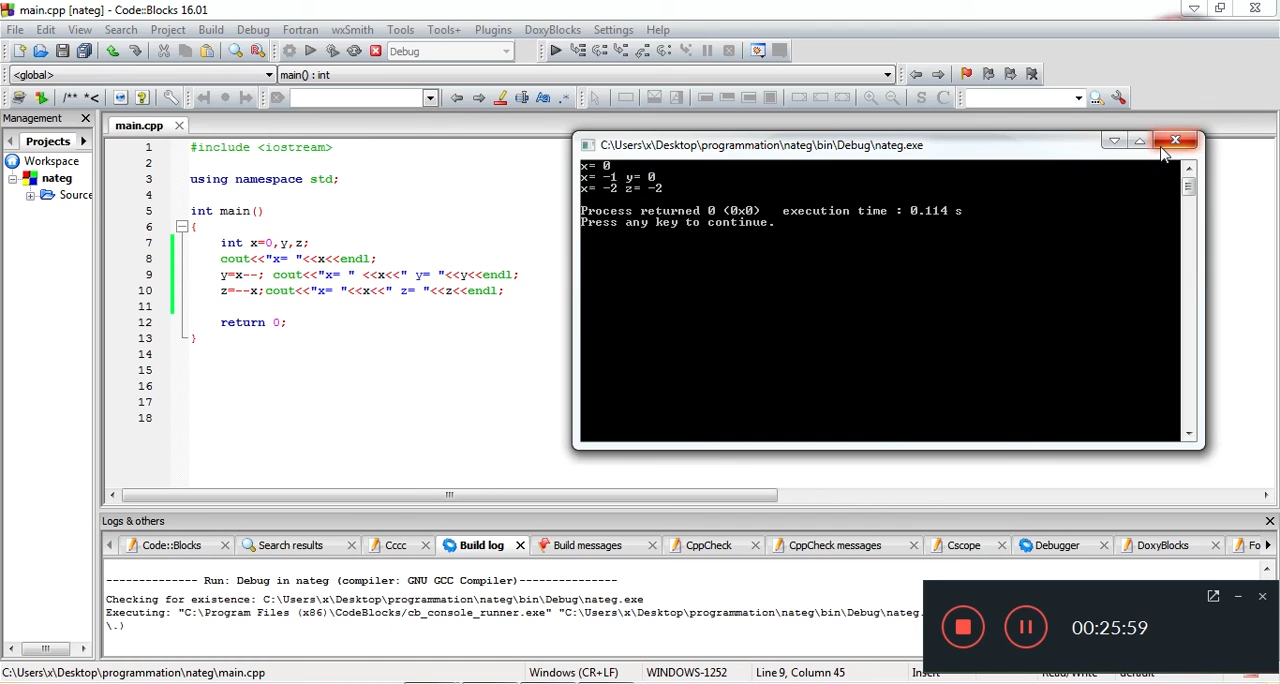 main.cpp [nateg] - Code::Blocks 16.01
File Edit View Search Project Build Debug Fortran wxSmith Tools Tools+ Plugins DoxyBlocks Settings Help
Debug
<global> main() : int
/** *< S C
Management
main.cpp
Projects
Workspace
nateg
Source
1 #include <iostream>
2
3 using namespace std;
4
5 int main()
6 {
7 int x=0,y,z;
8 cout<<"x= "<<x<<endl;
9 y=x--; cout<<"x= " <<x<<" y= "<<y<<endl;
10 z=--x;cout<<"x= "<<x<<" z= "<<z<<endl;
11
12 return 0;
13 }
14
15
16
17
18
C:\Users\x\Desktop\programmation\nateg\bin\Debug\nateg.exe
x= 0
x= -1 y= 0
x= -2 z= -2
Process returned 0 (0x0) execution time : 0.114 s
Press any key to continue.
Logs & others
Code::Blocks Search results Cccc Build log Build messages CppCheck CppCheck messages Cscope Debugger DoxyBlocks Fo
-------------- Run: Debug in nateg (compiler: GNU GCC Compiler)---------------
Checking for existence: C:\Users\x\Desktop\programmation\nateg\bin\Debug\nateg.exe
Executing: "C:\Program Files (x86)\CodeBlocks/cb_console_runner.exe" "C:\Users\x\Desktop\programmation\nateg\bin\Debug\nateg.
\.)
00:25:59
C:\Users\x\Desktop\programmation\nateg\main.cpp Windows (CR+LF) WINDOWS-1252 Line 9, Column 45 Insert Read/Write default